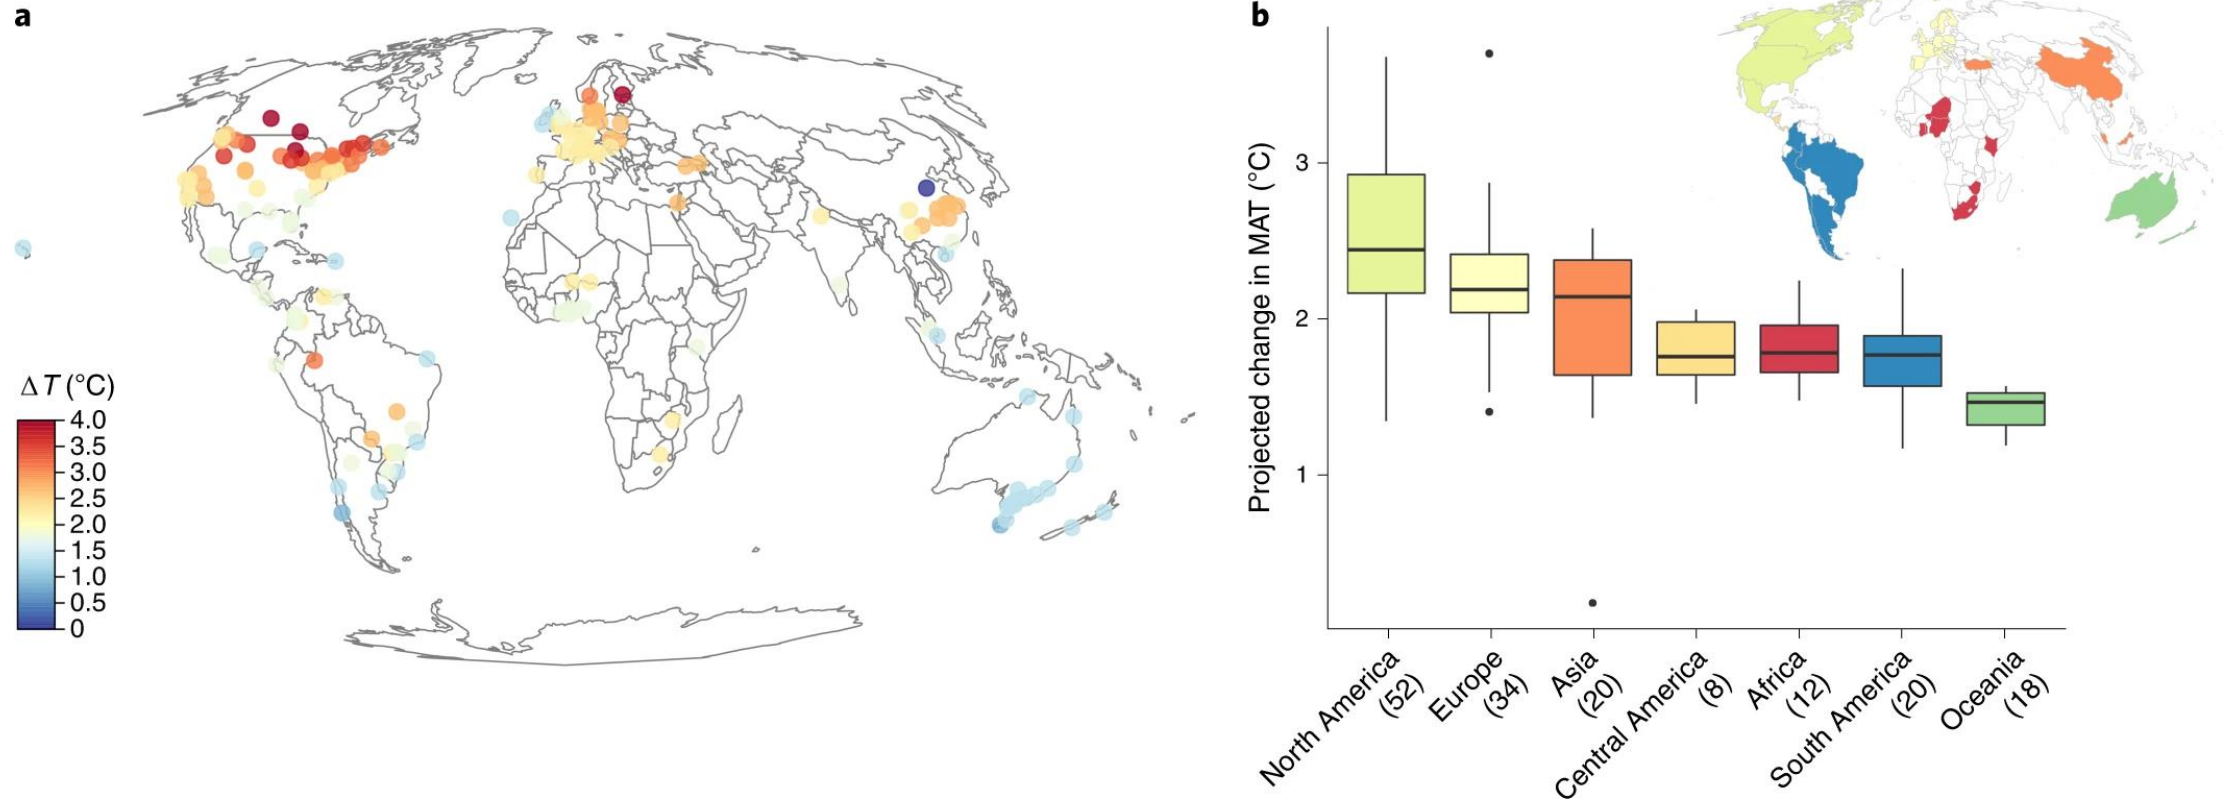 a
ΔT (°C)
4.0
3.5
3.0
2.5
2.0
1.5
1.0
0.5
0
b
Projected change in MAT (°C)
3
2
1
North America
(52)
Europe
(34)
Asia
(20)
Central America
(8)
Africa
(12)
South America
(20)
Oceania
(18)